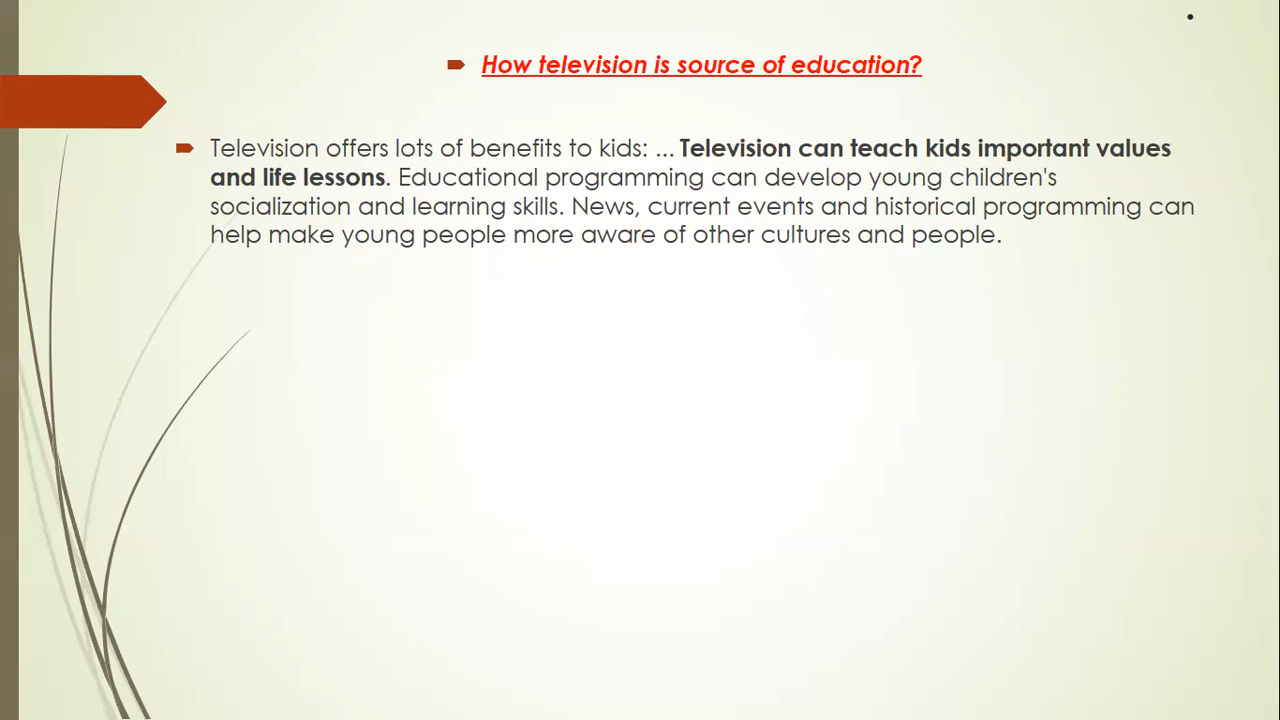 How television is source of education?
Television offers lots of benefits to kids: ... Television can teach kids important values
and life lessons. Educational programming can develop young children's
socialization and learning skills. News, current events and historical programming can
help make young people more aware of other cultures and people.